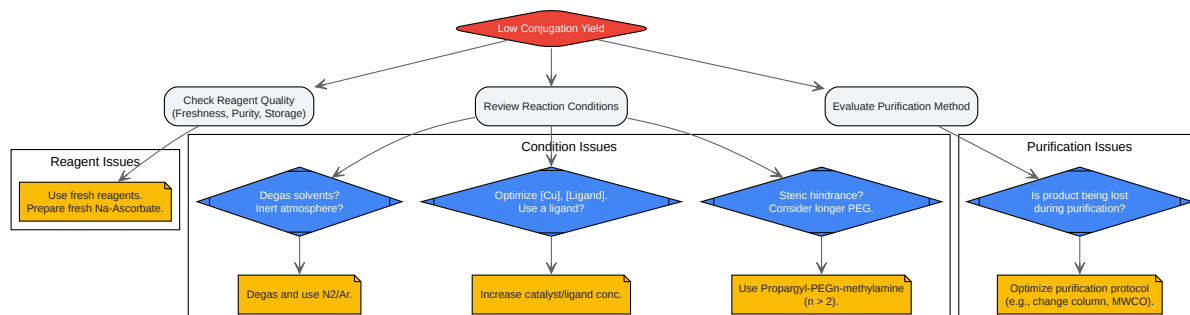 Low Conjugation Yield
Check Reagent Quality
(Freshness, Purity, Storage)
Review Reaction Conditions
Evaluate Purification Method
Reagent Issues
Use fresh reagents.
Prepare fresh Na-Ascorbate.
Condition Issues
Degas solvents?
Inert atmosphere?
Optimize [Cu], [Ligand].
Use a ligand?
Steric hindrance?
Consider longer PEG.
Degas and use N2/Ar.
Increase catalyst/ligand conc.
Use Propargyl-PEGn-methylamine
(n > 2).
Purification Issues
Is product being lost
during purification?
Optimize purification protocol
(e.g., change column, MWCO).